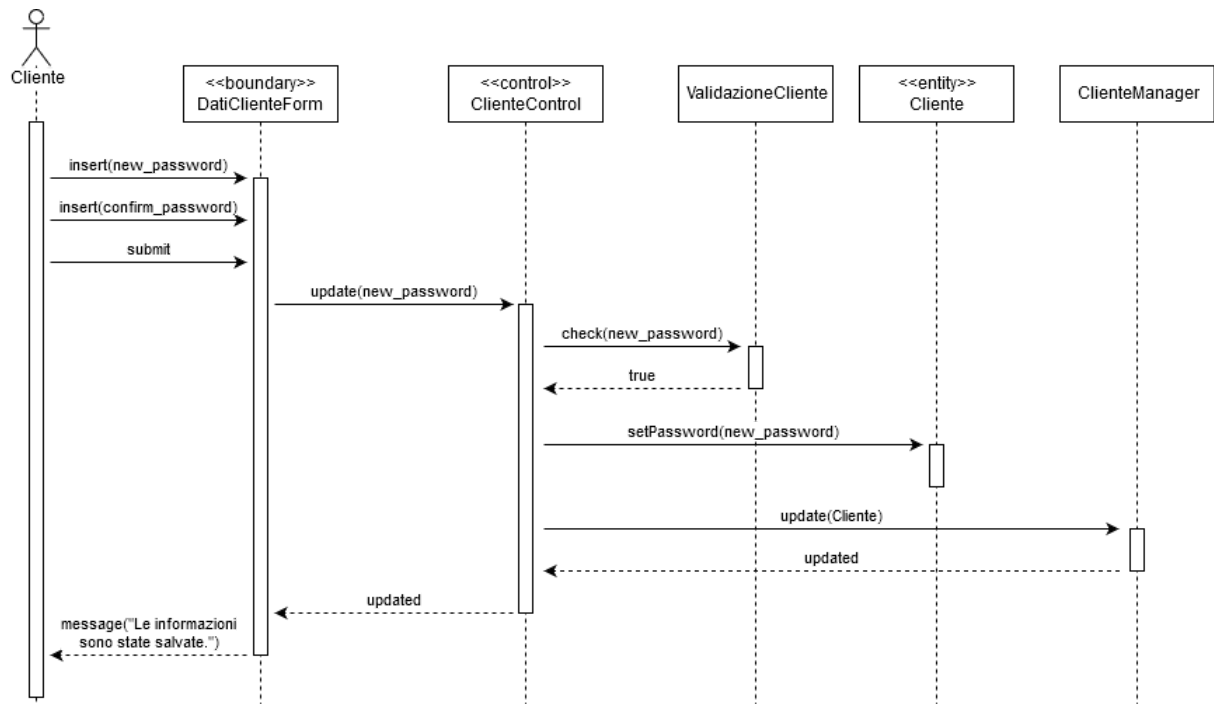 Cliente
<<boundary>>
DatiClienteForm
<<control>>
ClienteControl
ValidazioneCliente
<<entity>>
Cliente
ClienteManager
insert(new_password)
insert(confirm_password)
submit
update(new_password)
check(new_password)
true
setPassword(new_password)
update(Cliente)
updated
updated
message("Le informazioni
sono state salvate.")